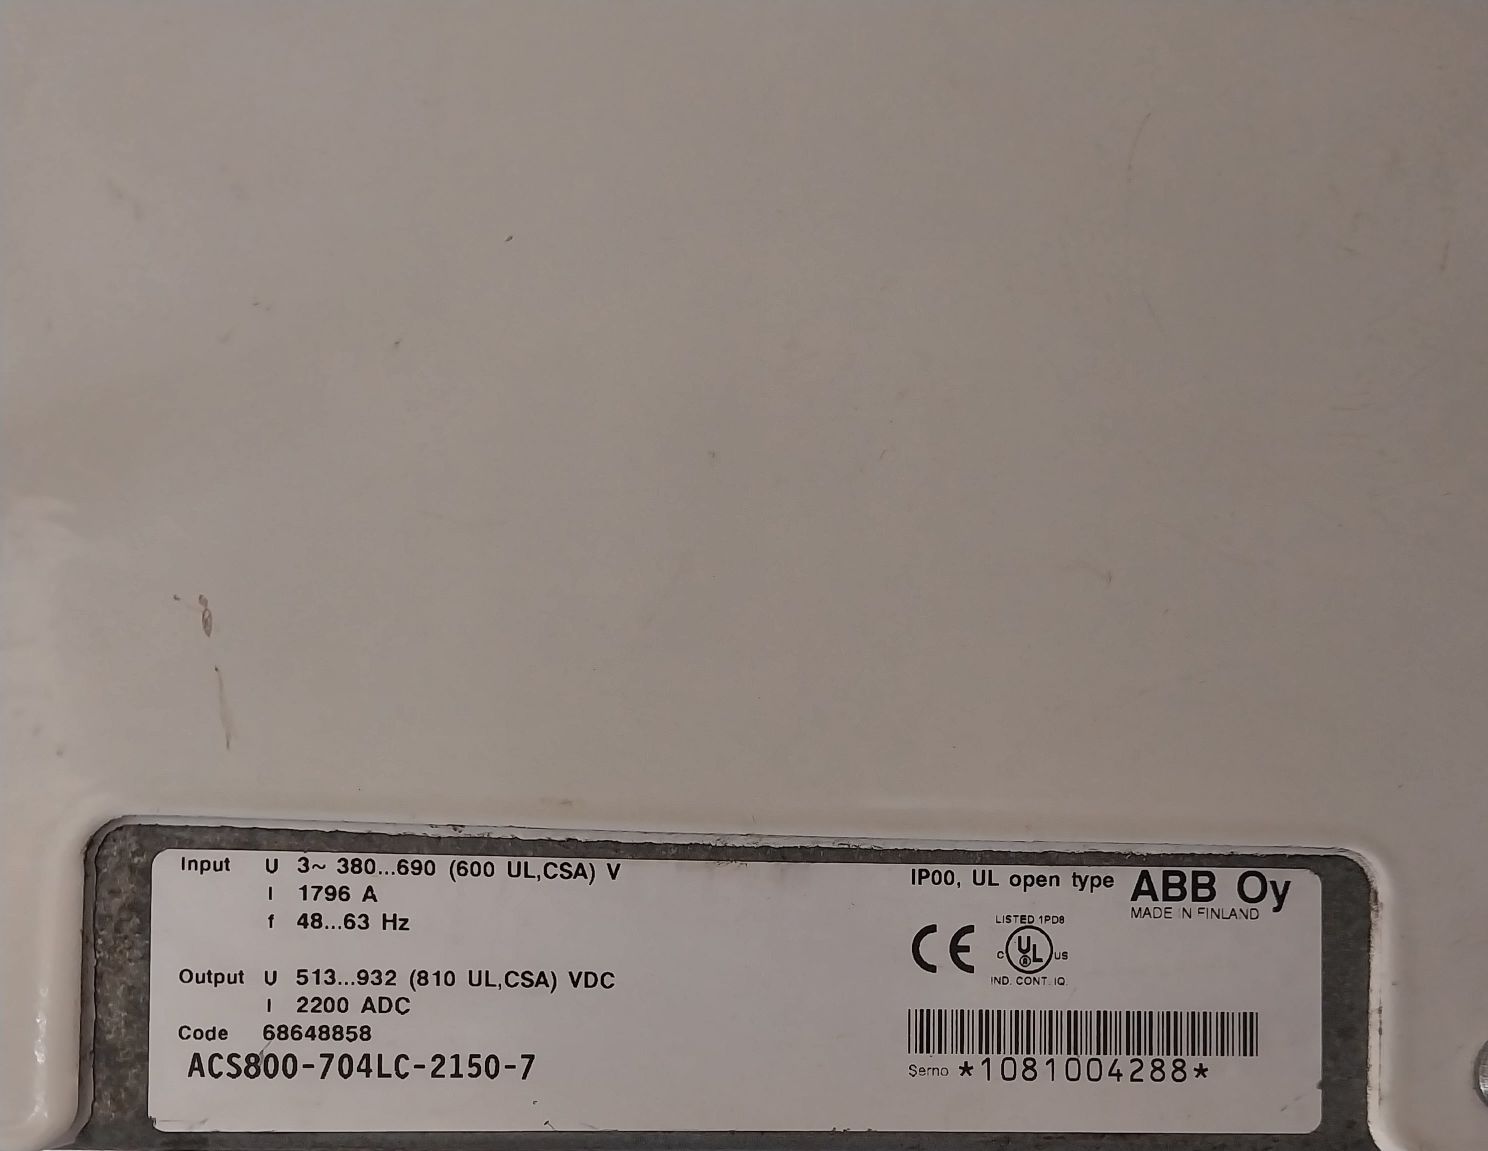 Input U 3~ 380...690 (600 UL,CSA) V
I 1796 A
f 48...63 Hz
Output U 513...932 (810 UL,CSA) VDC
I 2200 ADC
Code 68648858
ACS800-704LC-2150-7
IP00, UL open type ABB Oy
MADE IN FINLAND
LISTED 1PD8
CE C UL US
IND. CONT. IQ.
Serno *1081004288*